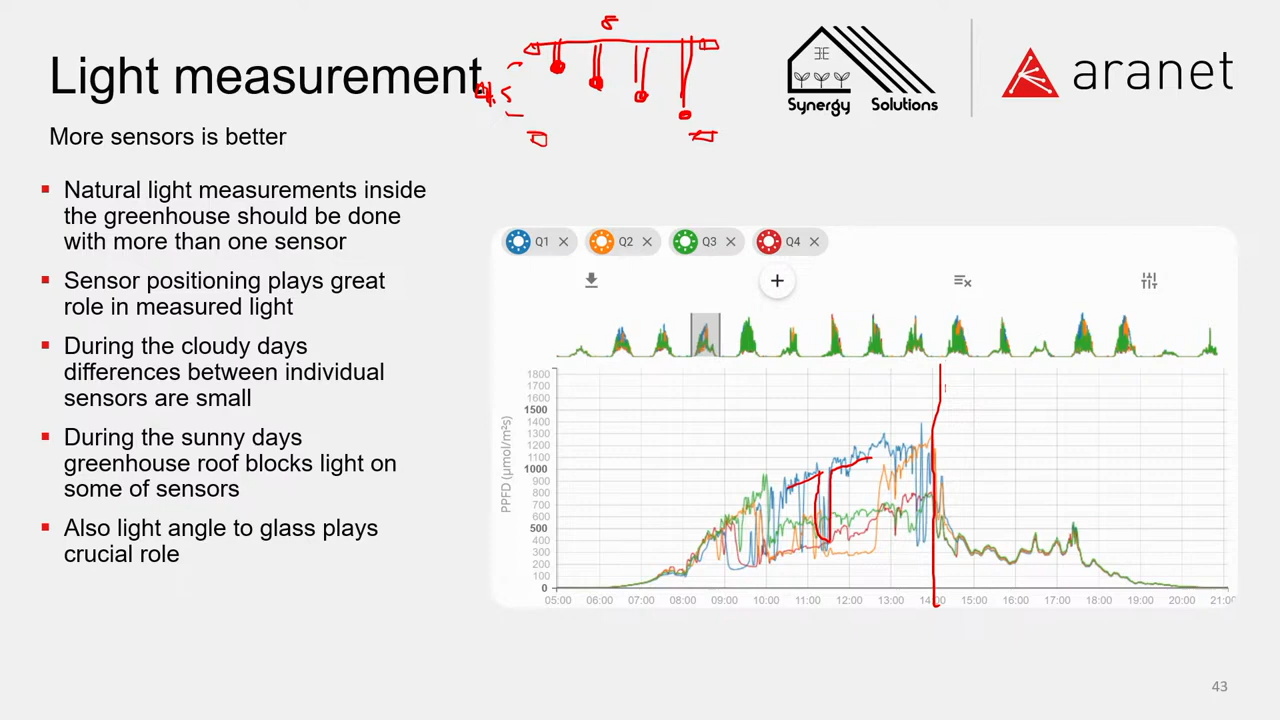 Light measurement
8
4.5
Synergy Solutions
aranet
More sensors is better
Natural light measurements inside
the greenhouse should be done
with more than one sensor
Sensor positioning plays great
role in measured light
During the cloudy days
differences between individual
sensors are small
During the sunny days
greenhouse roof blocks light on
some of sensors
Also light angle to glass plays
crucial role
Q1 Q2 Q3 Q4
PPFD (μmol/m²s)
1800
1700
1600
1500
1400
1300
1200
1100
1000
900
800
700
600
500
400
300
200
100
0
05:00 06:00 07:00 08:00 09:00 10:00 11:00 12:00 13:00 14:00 15:00 16:00 17:00 18:00 19:00 20:00 21:00
43